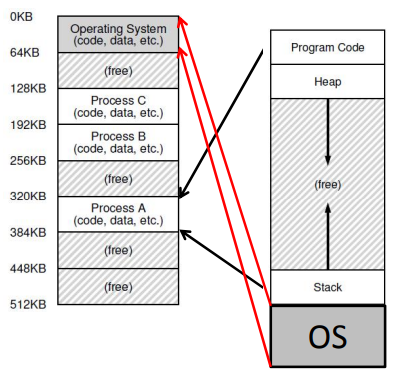 0KB
Operating System
(code, data, etc.)
64KB
(free)
128KB
Process C
(code, data, etc.)
192KB
Process B
(code, data, etc.)
256KB
(free)
320KB
Process A
(code, data, etc.)
384KB
(free)
448KB
(free)
512KB
Program Code
Heap
(free)
Stack
OS